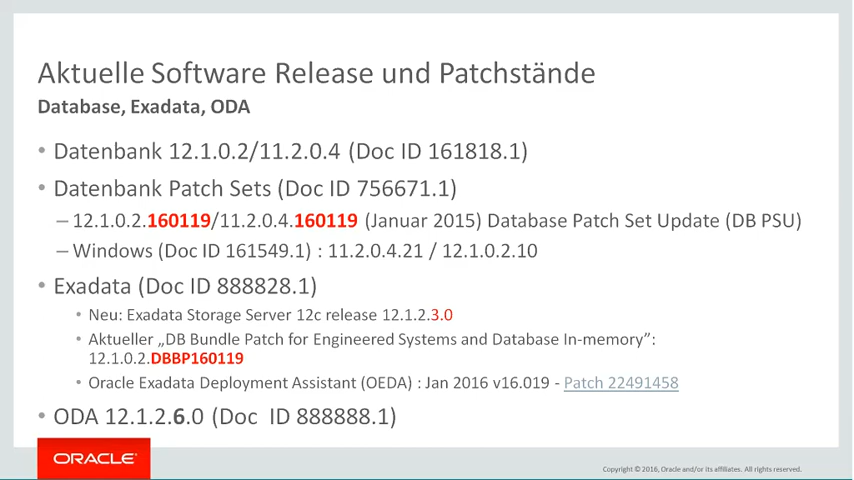 Aktuelle Software Release und Patchstände
Database, Exadata, ODA
• Datenbank 12.1.0.2/11.2.0.4 (Doc ID 161818.1)
• Datenbank Patch Sets (Doc ID 756671.1)
– 12.1.0.2.160119/11.2.0.4.160119 (Januar 2015) Database Patch Set Update (DB PSU)
– Windows (Doc ID 161549.1) : 11.2.0.4.21 / 12.1.0.2.10
• Exadata (Doc ID 888828.1)
• Neu: Exadata Storage Server 12c release 12.1.2.3.0
• Aktueller „DB Bundle Patch for Engineered Systems and Database In-memory”:
12.1.0.2.DBBP160119
• Oracle Exadata Deployment Assistant (OEDA) : Jan 2016 v16.019 - Patch 22491458
• ODA 12.1.2.6.0 (Doc ID 888888.1)
ORACLE
Copyright © 2016, Oracle and/or its affiliates. All rights reserved.